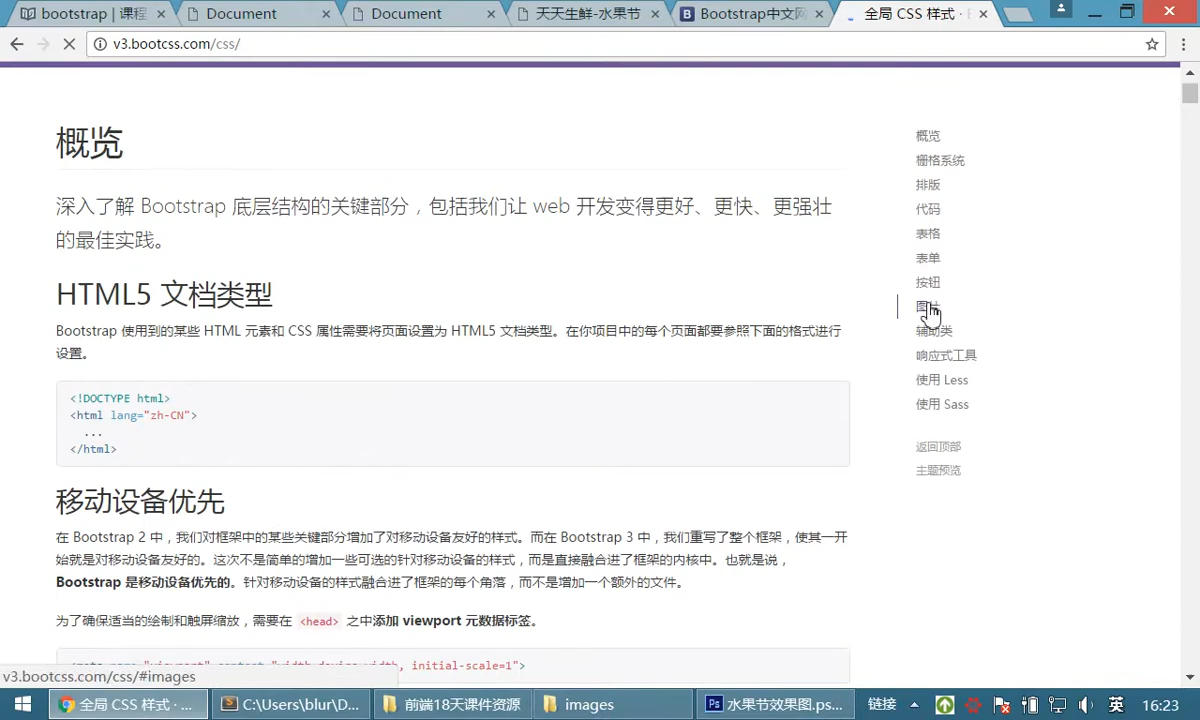 bootstrap | 课程
Document
Document
天天生鲜-水果节
Bootstrap中文网
全局 CSS 样式 ·
v3.bootcss.com/css/
概览
深入了解 Bootstrap 底层结构的关键部分，包括我们让 web 开发变得更好、更快、更强壮
的最佳实践。
HTML5 文档类型
Bootstrap 使用到的某些 HTML 元素和 CSS 属性需要将页面设置为 HTML5 文档类型。在你项目中的每个页面都要参照下面的格式进行
设置。
<!DOCTYPE html>
<html lang="zh-CN">
...
</html>
移动设备优先
在 Bootstrap 2 中，我们对框架中的某些关键部分增加了对移动设备友好的样式。而在 Bootstrap 3 中，我们重写了整个框架，使其一开
始就是对移动设备友好的。这次不是简单的增加一些可选的针对移动设备的样式，而是直接融合进了框架的内核中。也就是说，
Bootstrap 是移动设备优先的。针对移动设备的样式融合进了框架的每个角落，而不是增加一个额外的文件。
为了确保适当的绘制和触屏缩放，需要在 <head> 之中添加 viewport 元数据标签。
<meta name="viewport" content="width=device-width, initial-scale=1">
概览
栅格系统
排版
代码
表格
表单
按钮
图片
辅助类
响应式工具
使用 Less
使用 Sass
返回顶部
主题预览
v3.bootcss.com/css/#images
全局 CSS 样式 · ...
C:\Users\blur\D...
前端18天课件资源
images
Ps 水果节效果图.ps...
链接
英
16:23